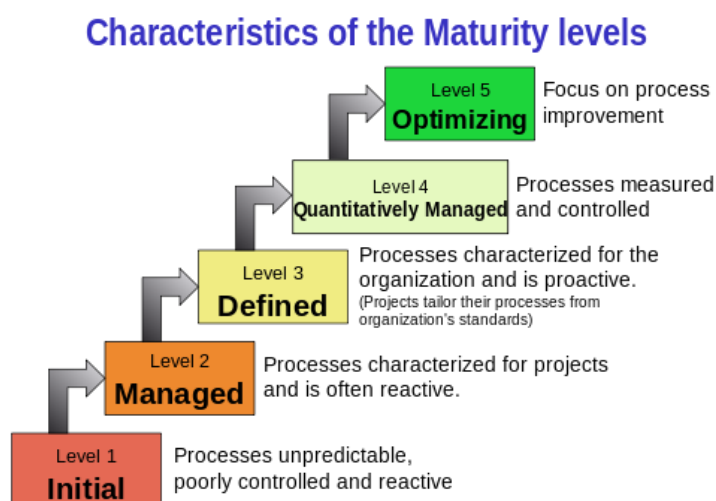 Characteristics of the Maturity levels
Level 5
Optimizing
Focus on process
improvement
Level 4
Quantitatively Managed
Processes measured
and controlled
Level 3
Defined
Processes characterized for the
organization and is proactive.
(Projects tailor their processes from
organization's standards)
Level 2
Managed
Processes characterized for projects
and is often reactive.
Level 1
Initial
Processes unpredictable,
poorly controlled and reactive